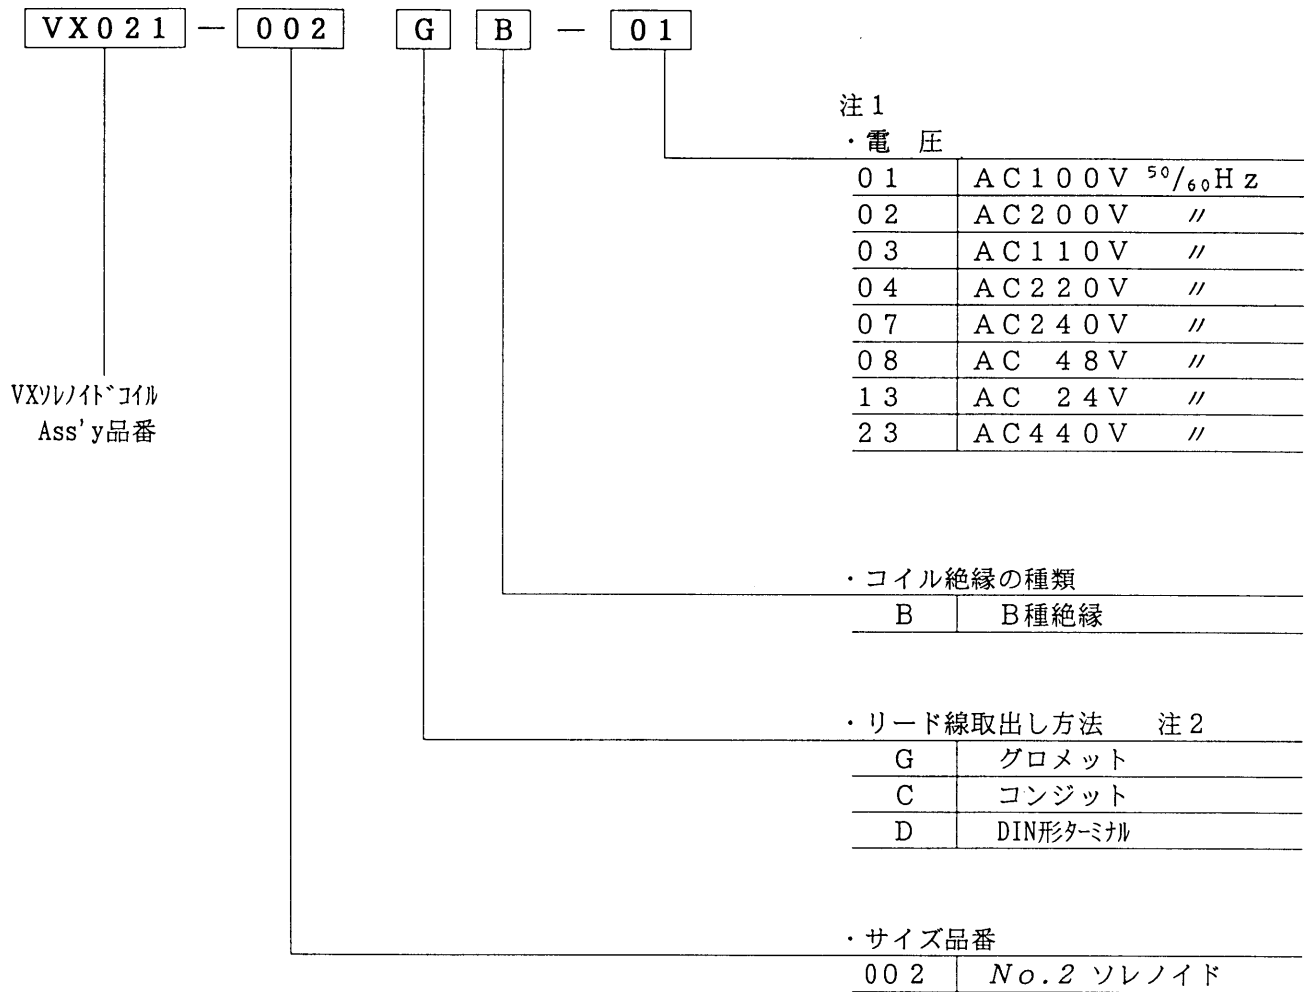 VX021-002 GB-01
注1
・電 圧
01 AC100V 50/60Hz
02 AC200V 〃
03 AC110V 〃
04 AC220V 〃
07 AC240V 〃
08 AC 48V 〃
13 AC 24V 〃
23 AC440V 〃
VXソレノイドコイル
Ass'y品番
・コイル絶縁の種類
B B種絶縁
・リード線取出し方法 注2
G グロメット
C コンジット
D DIN形ターミナル
・サイズ品番
002 No.2 ソレノイド